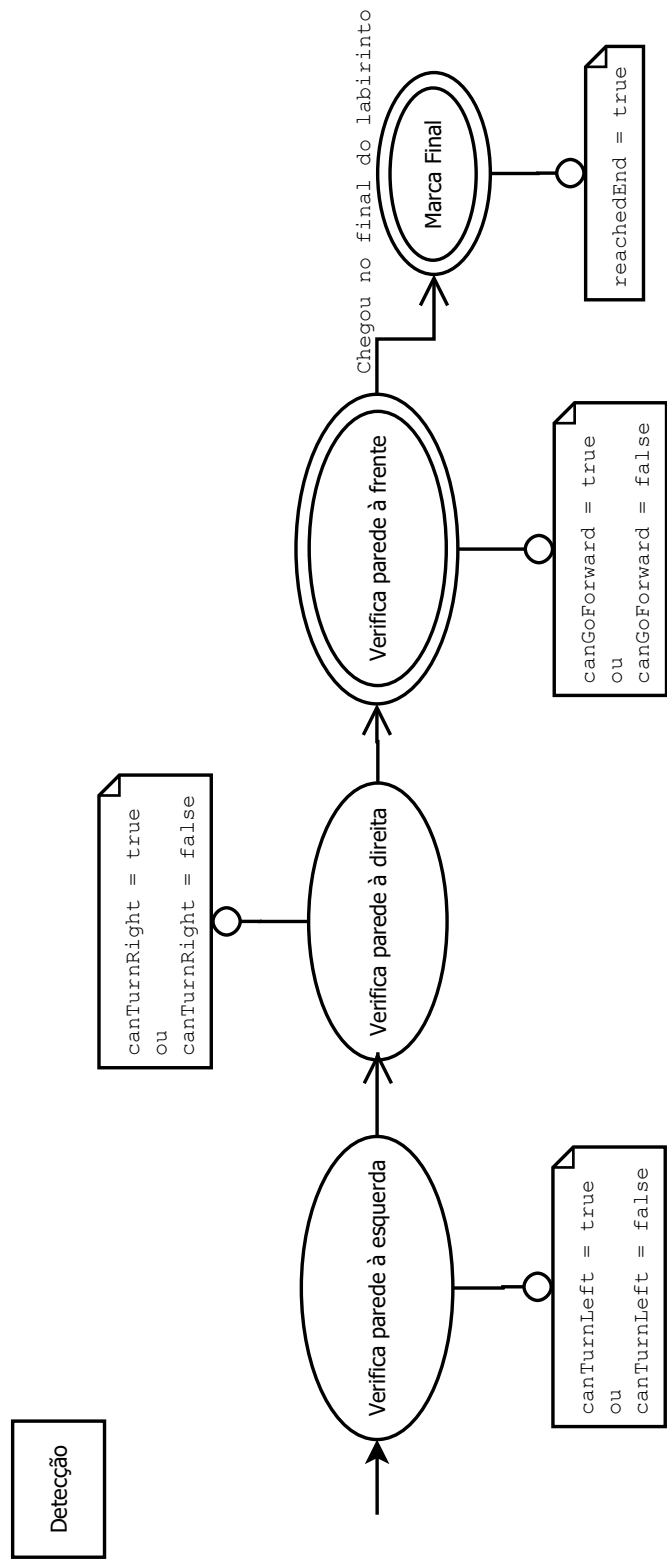 Detecção
Verifica parede à esquerda
canTurnLeft = true
ou
canTurnLeft = false
Verifica parede à direita
canTurnRight = true
ou
canTurnRight = false
Verifica parede à frente
canGoForward = true
ou
canGoForward = false
Chegou no final do labirinto
Marca Final
reachedEnd = true